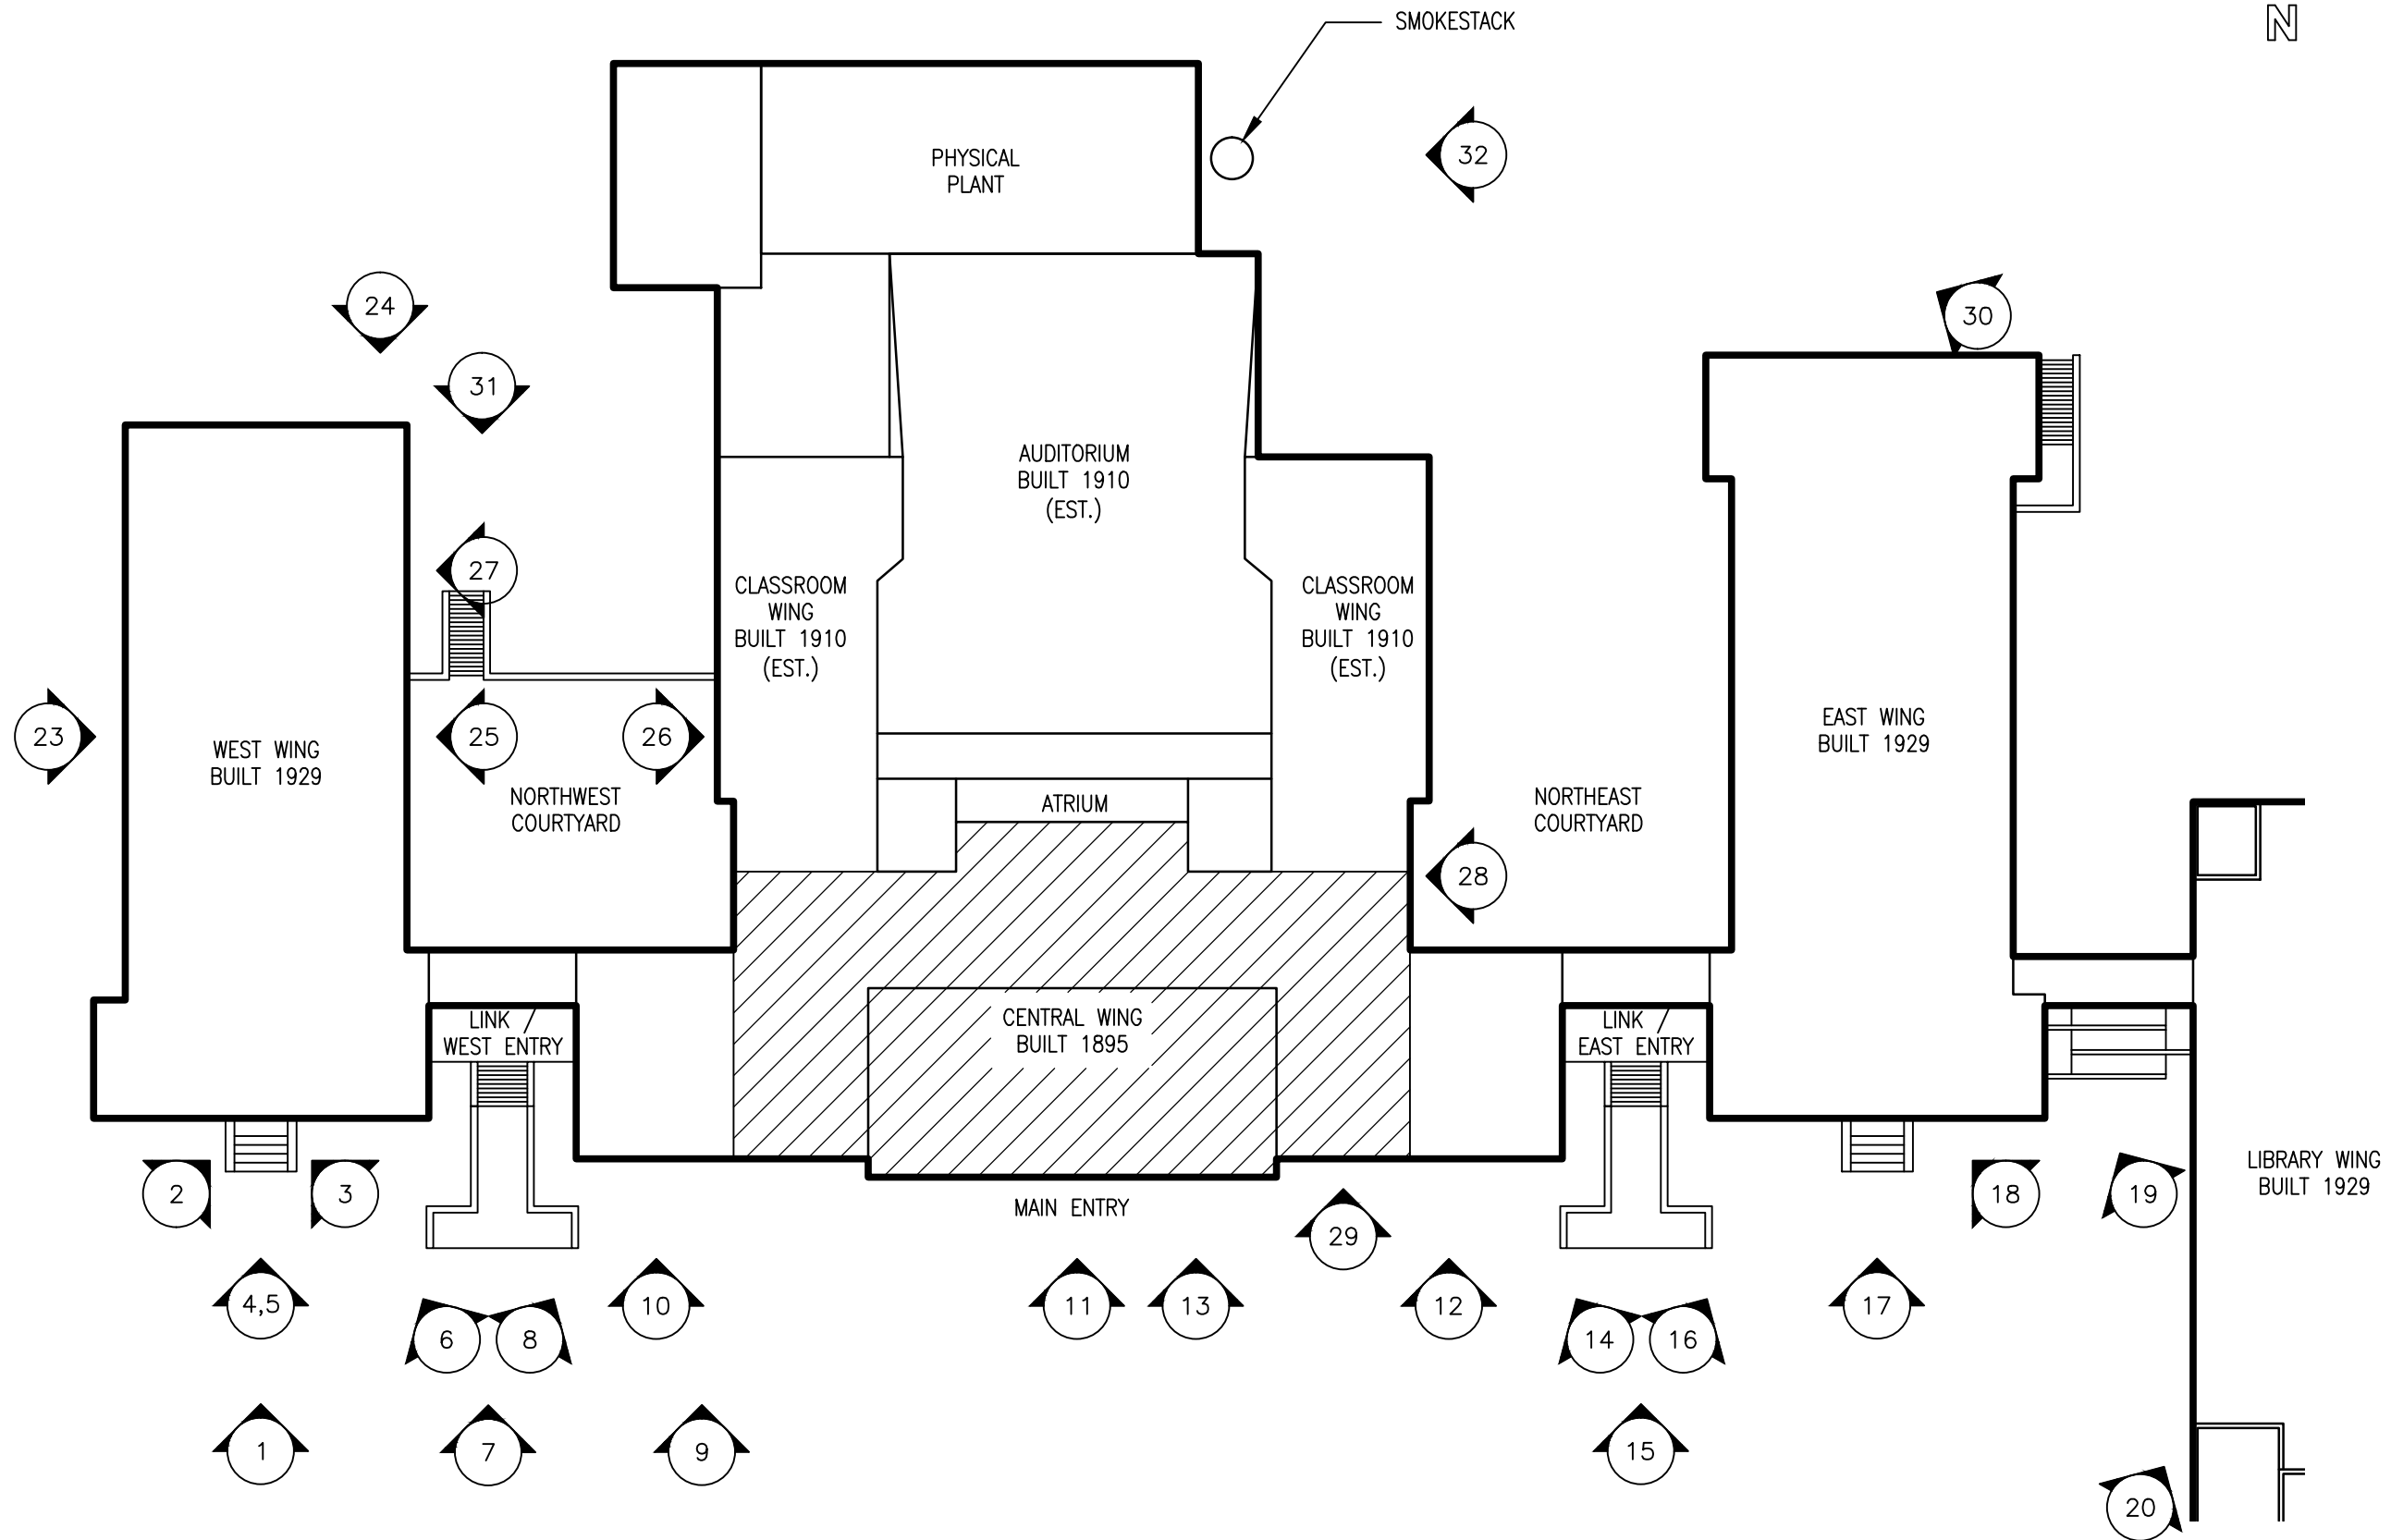 SMOKESTACK
N
PHYSICAL
PLANT
32
24
30
31
AUDITORIUM
BUILT 1910
(EST.)
27
CLASSROOM
WING
BUILT 1910
(EST.)
CLASSROOM
WING
BUILT 1910
(EST.)
23
WEST WING
BUILT 1929
25
26
EAST WING
BUILT 1929
NORTHWEST
COURTYARD
ATRIUM
NORTHEAST
COURTYARD
28
LINK
WEST ENTRY
CENTRAL WING
BUILT 1895
LINK
EAST ENTRY
LIBRARY WING
BUILT 1929
2
3
MAIN ENTRY
18
19
29
4,5
10
11
13
12
17
6
8
14
16
1
7
9
15
20